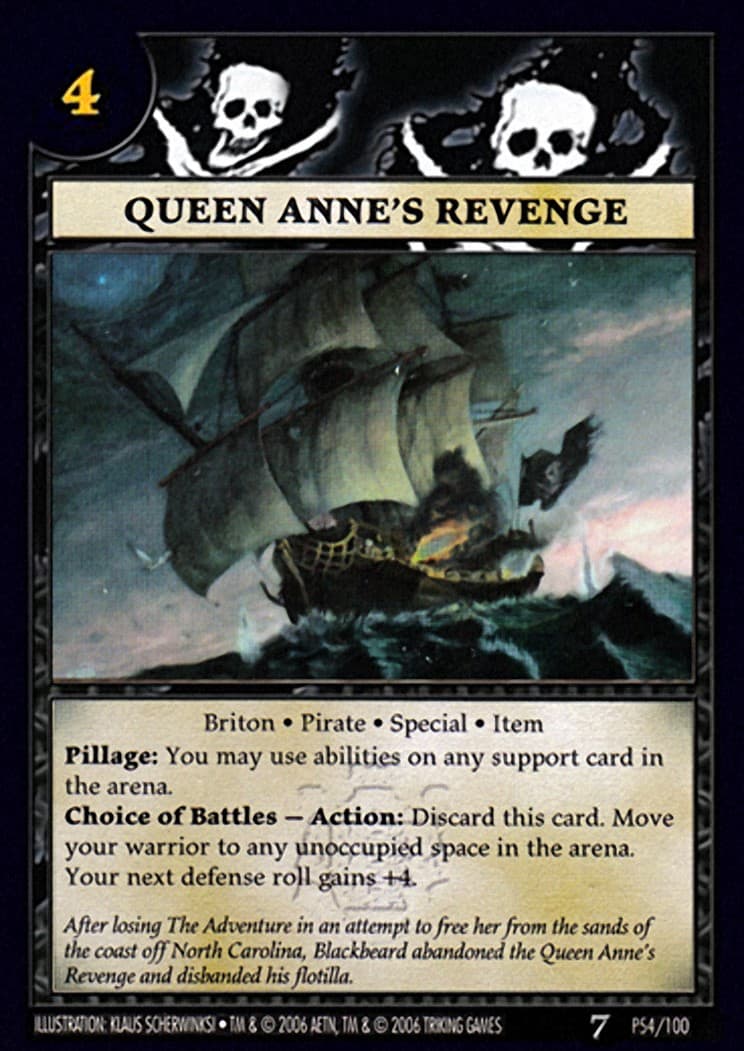 4
QUEEN ANNE'S REVENGE
Briton • Pirate • Special • Item
Pillage: You may use abilities on any support card in
the arena.
Choice of Battles – Action: Discard this card. Move
your warrior to any unoccupied space in the arena.
Your next defense roll gains +4.
After losing The Adventure in an attempt to free her from the sands of
the coast off North Carolina, Blackbeard abandoned the Queen Anne's
Revenge and disbanded his flotilla.
ILLUSTRATION: KLAUS SCHERWINKSI • TM & © 2006 AETN, TM & © 2006 TRIKING GAMES 7 PS4/100